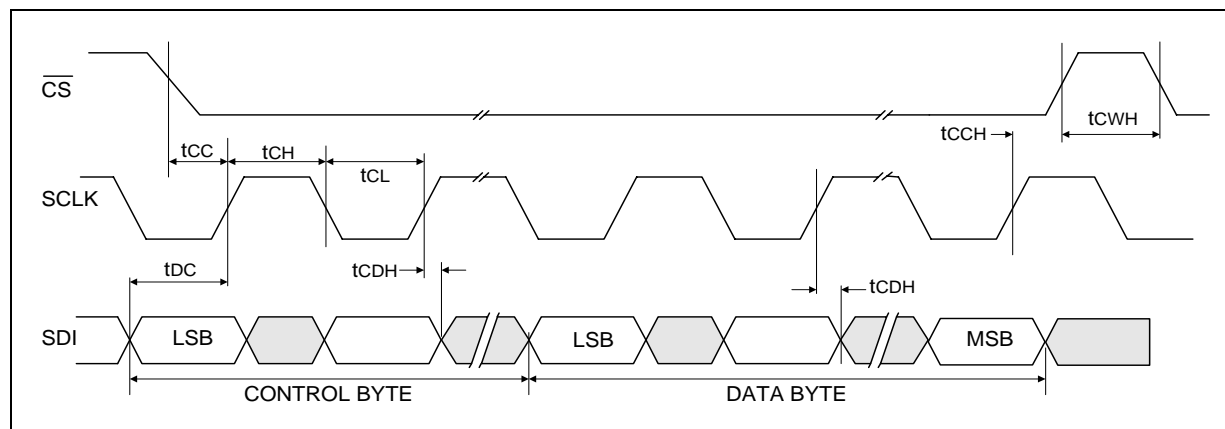 CS
tCWH
tCCH
tCC
tCH
tCL
SCLK
tDC
tCDH
tCDH
SDI
LSB
LSB
MSB
CONTROL BYTE
DATA BYTE